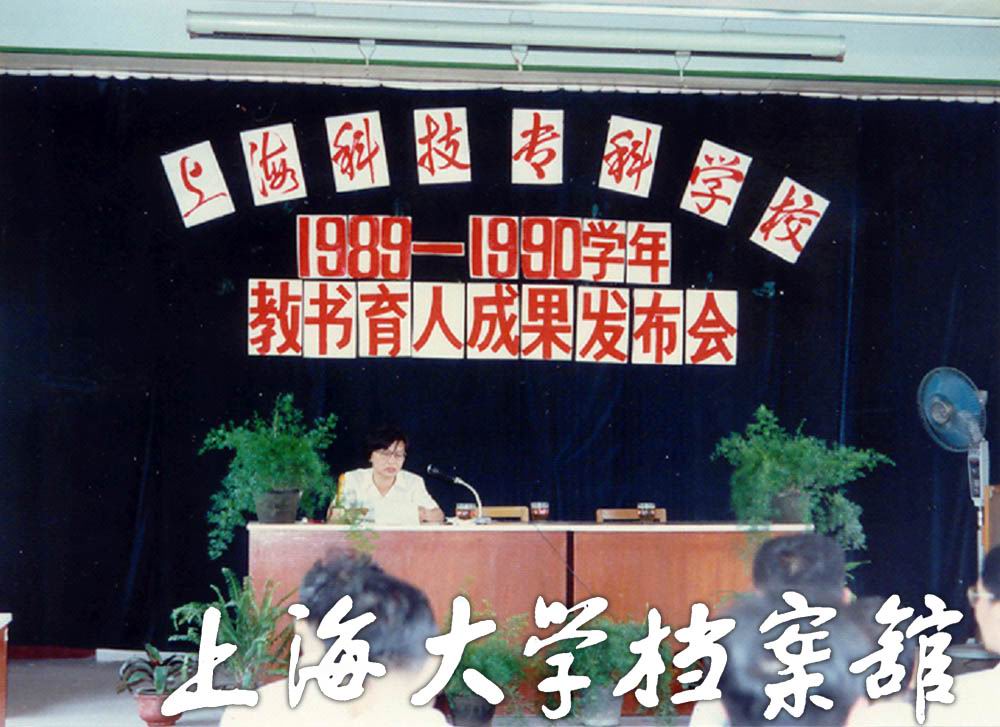 上海科技专科学校
1989—1990学年
教书育人成果发布会
上海大学档案舘